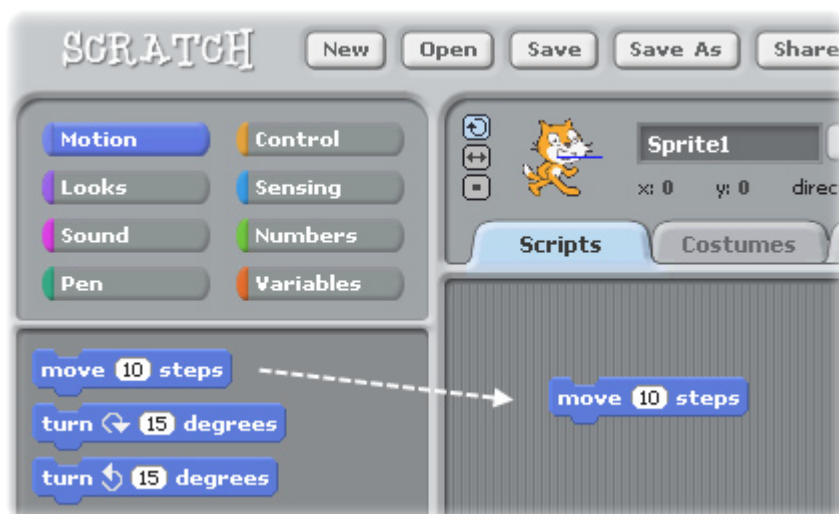 SCRATCH New Open Save Save As Share
Motion Control
Looks Sensing
Sound Numbers
Pen Variables
Sprite1
x: 0 y: 0 direc
Scripts Costumes
move 10 steps
turn 15 degrees
turn 15 degrees
move 10 steps